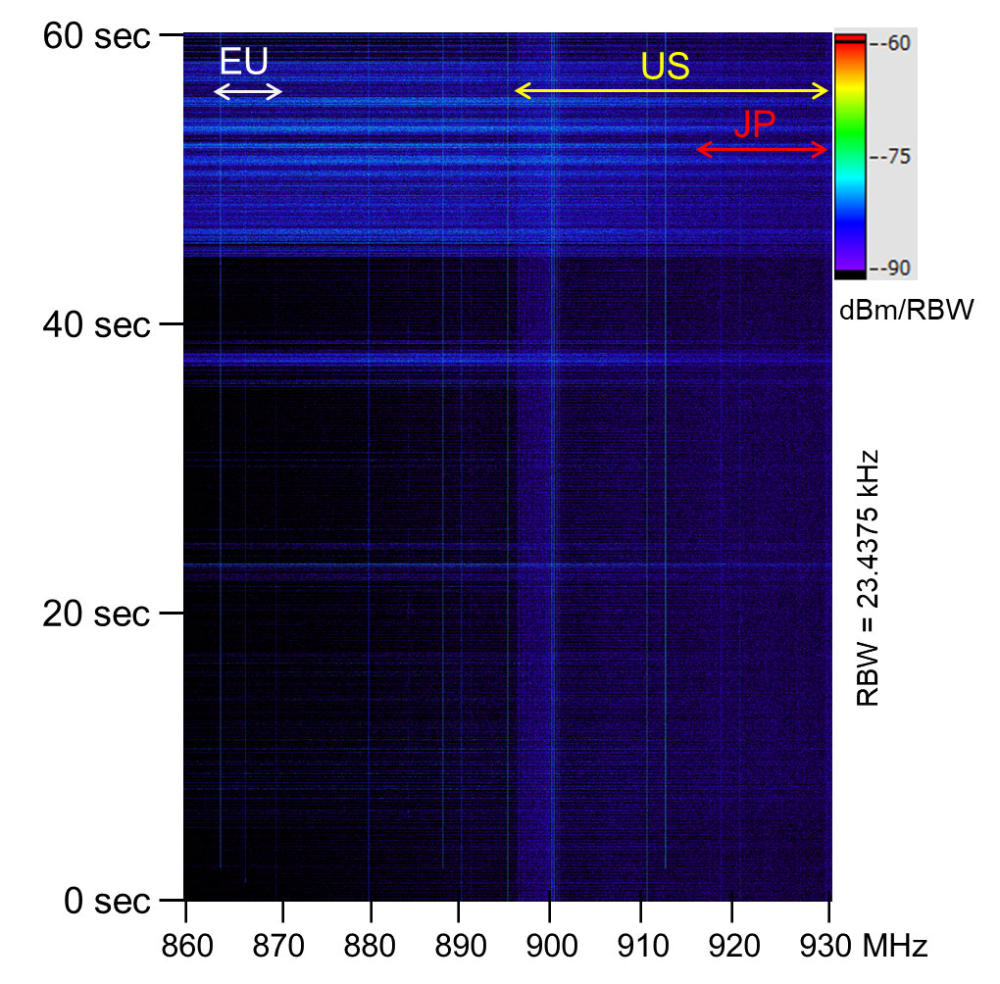 60 sec
EU
US
JP
--60
--75
--90
dBm/RBW
40 sec
RBW = 23.4375 kHz
20 sec
0 sec
860 870 880 890 900 910 920 930 MHz